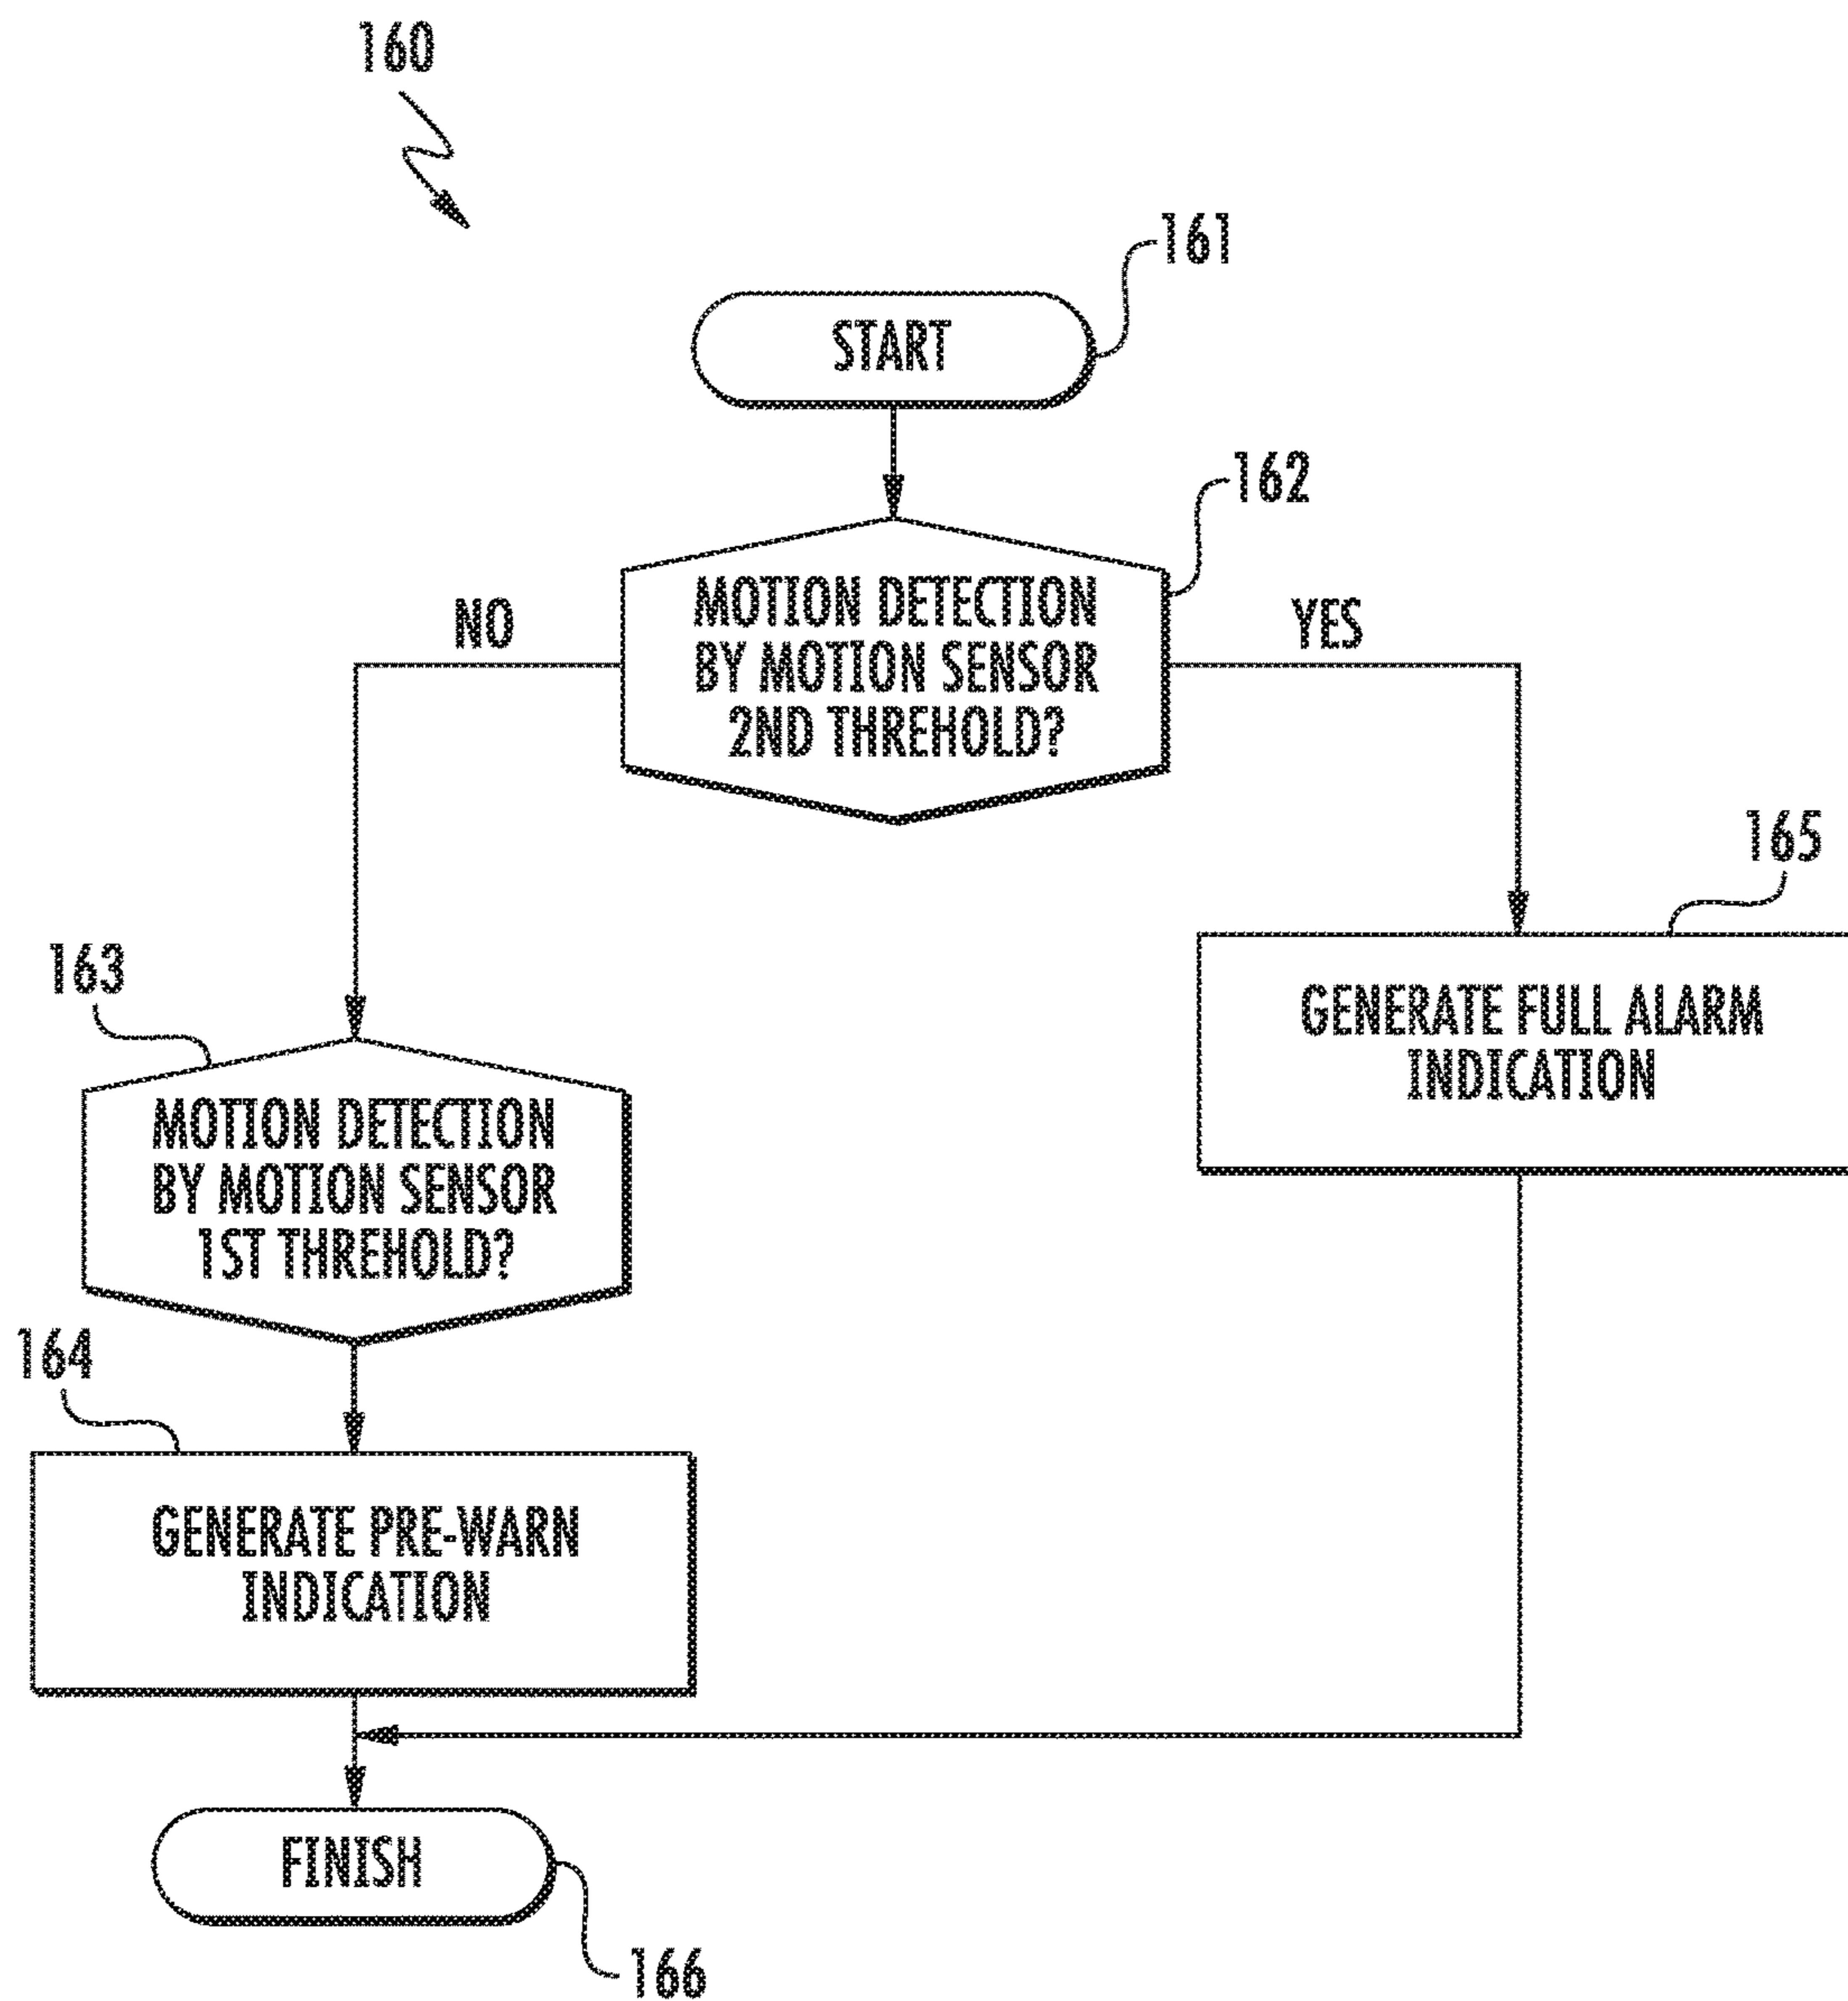 160
161
START
162
MOTION DETECTION
BY MOTION SENSOR
2ND THREHOLD?
NO
YES
165
GENERATE FULL ALARM
INDICATION
163
MOTION DETECTION
BY MOTION SENSOR
1ST THREHOLD?
164
GENERATE PRE-WARN
INDICATION
FINISH
166